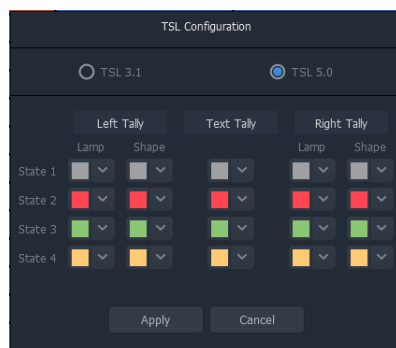 TSL Configuration
TSL 3.1 TSL 5.0
Left Tally Text Tally Right Tally
Lamp Shape Lamp Shape
State 1
State 2
State 3
State 4
Apply Cancel